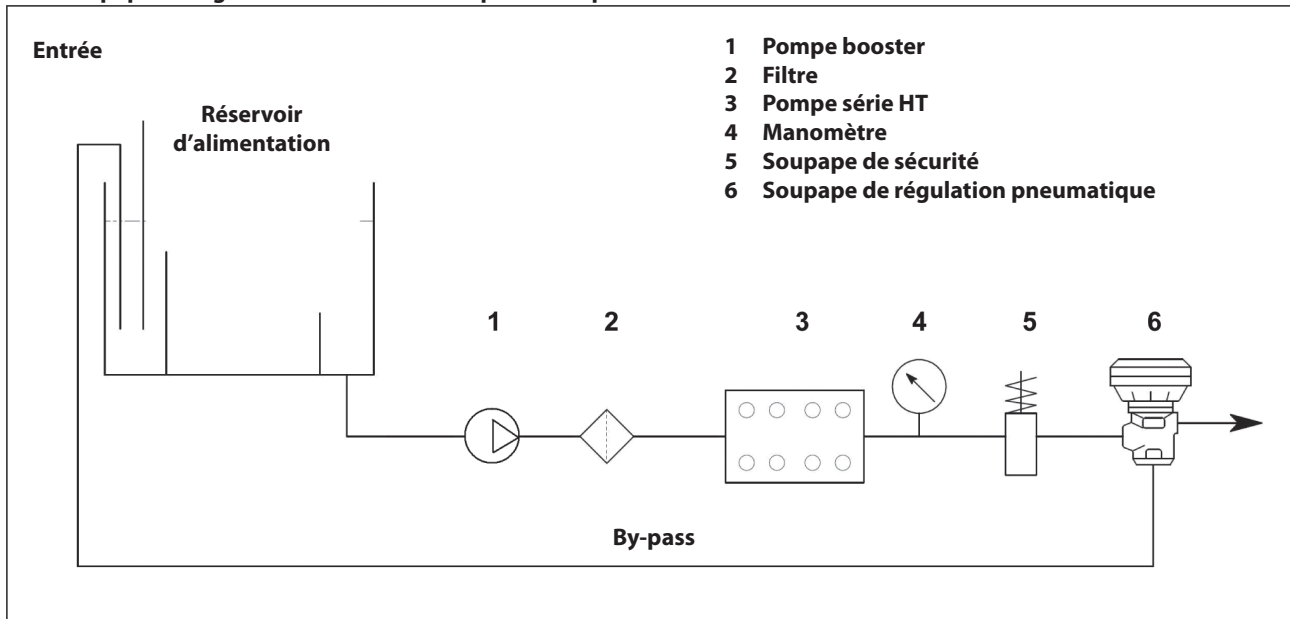 Entrée
Réservoir
d’alimentation
1 Pompe booster
2 Filtre
3 Pompe série HT
4 Manomètre
5 Soupape de sécurité
6 Soupape de régulation pneumatique
1 2 3 4 5 6
By-pass